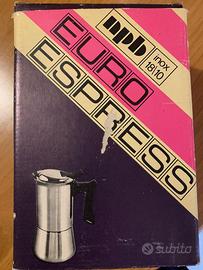 npb
inox
18|10
EURO
ESPRESS
subito